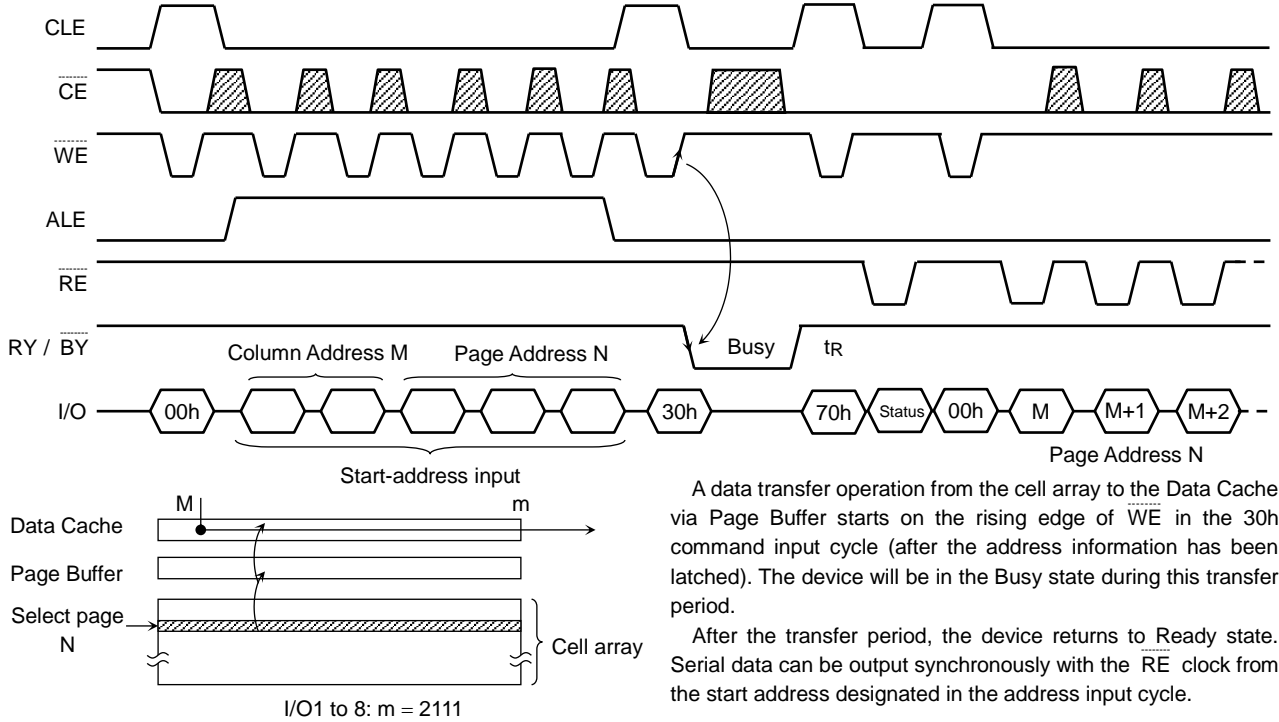 CLE
CE
WE
ALE
RE
RY / BY
Busy
tR
Column Address M
Page Address N
I/O
00h
30h
70h
Status
00h
M
M+1
M+2
Start-address input
Page Address N
M
m
Data Cache
Page Buffer
Select page
N
Cell array
I/O1 to 8: m = 2111
A data transfer operation from the cell array to the Data Cache
via Page Buffer starts on the rising edge of WE in the 30h
command input cycle (after the address information has been
latched). The device will be in the Busy state during this transfer
period.
After the transfer period, the device returns to Ready state.
Serial data can be output synchronously with the RE clock from
the start address designated in the address input cycle.